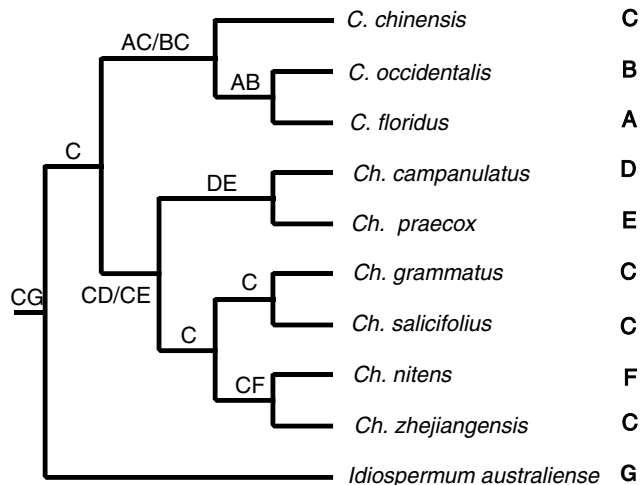 C. chinensis C
AC/BC
C. occidentalis B
AB
C. floridus A
C
Ch. campanulatus D
DE
Ch. praecox E
Ch. grammatus C
C
CG CD/CE
Ch. salicifolius C
C
Ch. nitens F
CF
Ch. zhejiangensis C
Idiospermum australiense G